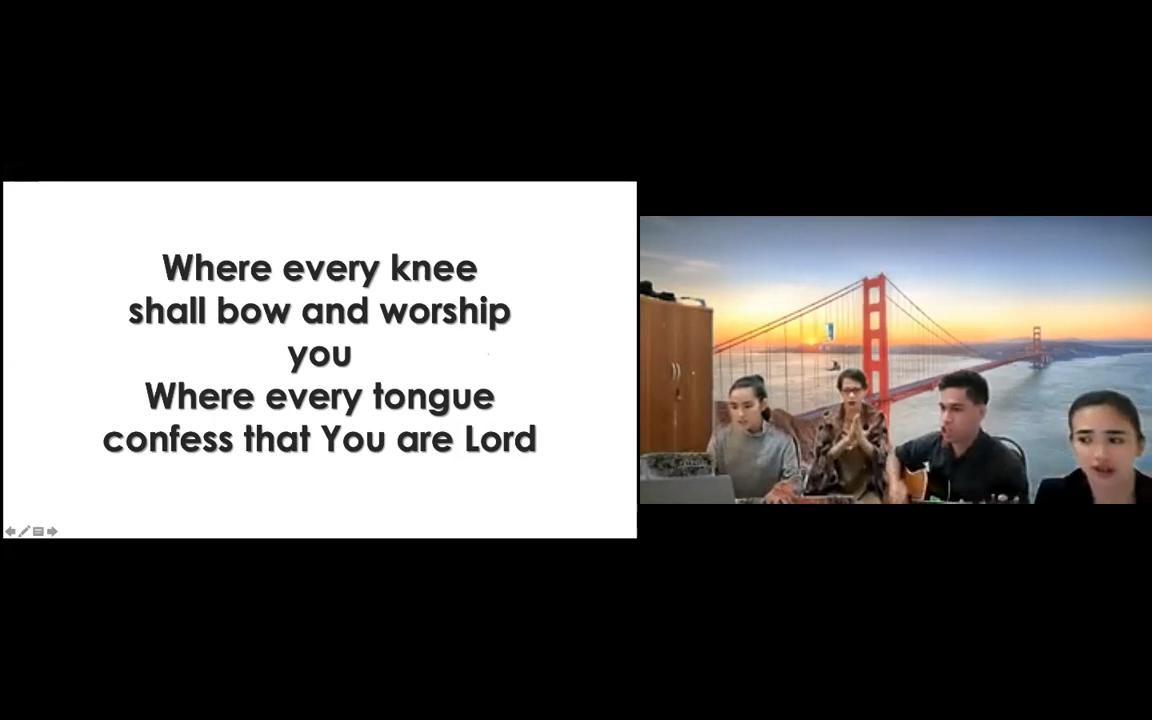 Where every knee
shall bow and worship
you
Where every tongue
confess that You are Lord